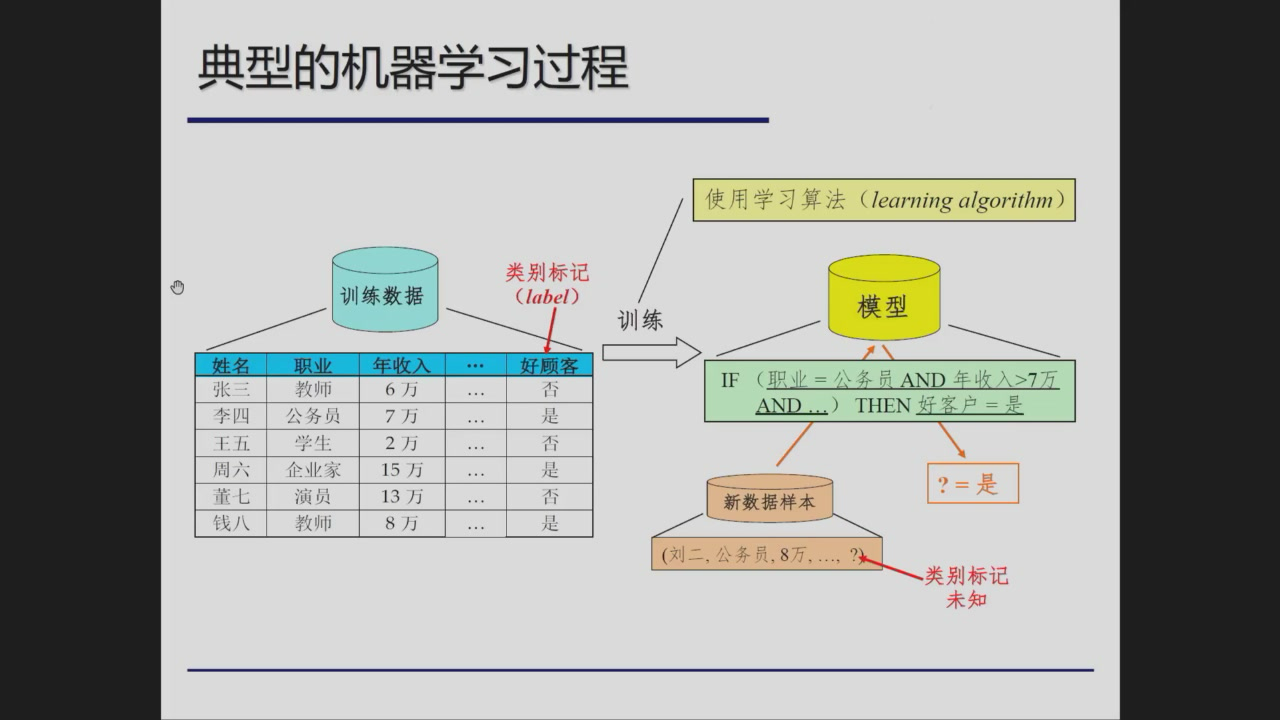 典型的机器学习过程
使用学习算法（learning algorithm）
训练数据
类别标记
（label）
训练
模型
姓名 职业 年收入 … 好顾客
张三 教师 6 万 … 否
李四 公务员 7 万 … 是
王五 学生 2 万 … 否
周六 企业家 15 万 … 是
董七 演员 13 万 … 否
钱八 教师 8 万 … 是
IF （职业 = 公务员 AND 年收入>7万
AND …） THEN 好客户 = 是
? = 是
新数据样本
(刘二, 公务员, 8万, …, ?)
类别标记
未知